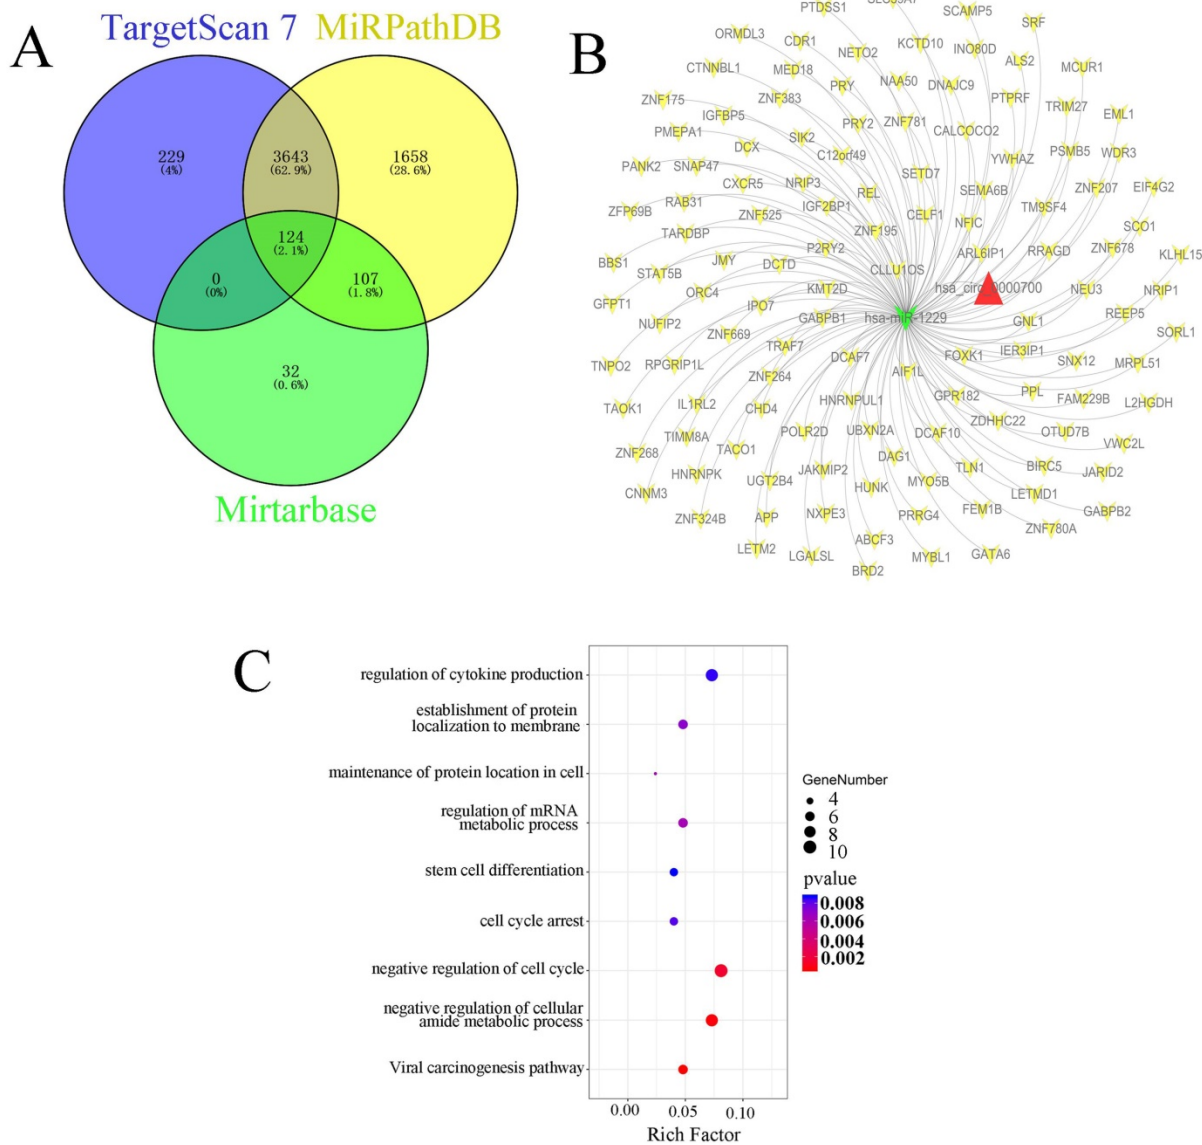 A
TargetScan 7
MiRPathDB
229
(4%)
3643
(62.9%)
1658
(28.6%)
124
(2.1%)
0
(0%)
107
(1.8%)
32
(0.6%)
Mirtarbase
B
PTDSS1
SCAMP5
SRF
ORMDL3
CDR1
NETO2
KCTD10
INO80D
ALS2
CTNNBL1
MED18
NAA50
DNAJC9
MCUR1
PRY
PTPRF
ZNF175
ZNF383
TRIM27
IGFBP5
PRY2
ZNF781
EML1
PMEPA1
SIK2
CALCOCO2
DCX
C12orf49
YWHAZ
PSMB5
WDR3
PANK2
SNAP47
CXCR5
NRIP3
REL
SETD7
SEMA6B
ZNF207
EIF4G2
ZFP69B
RAB31
ZNF525
IGF2BP1
CELF1
NFIC
TM9SF4
SCO1
TARDBP
ZNF195
BBS1
JMY
P2RY2
ARL6IP1
RRAGD
ZNF678
KLHL15
STAT5B
DCTD
CLLU1OS
GFPT1
ORC4
KMT2D
hsa_circ_0000700
NEU3
NRIP1
IPO7
NUFIP2
GABPB1
hsa-miR-1229
GNL1
REEP5
ZNF669
TRAF7
SORL1
TNPO2
RPGRIP1L
DCAF7
FOXK1
IER3IP1
SNX12
MRPL51
ZNF264
AIF1L
TAOK1
IL1RL2
CHD4
HNRNPUL1
GPR182
PPL
FAM229B
L2HGDH
ZDHHC22
TIMM8A
POLR2D
UBXN2A
DCAF10
OTUD7B
VWC2L
ZNF268
TACO1
DAG1
HNRNPK
JAKMIP2
TLN1
BIRC5
JARID2
CNNM3
UGT2B4
HUNK
MYO5B
LETMD1
ZNF324B
APP
NXPE3
PRRG4
FEM1B
GABPB2
ZNF780A
LETM2
LGALSL
ABCF3
MYBL1
GATA6
BRD2
C
regulation of cytokine production
establishment of protein
localization to membrane
maintenance of protein location in cell
regulation of mRNA
metabolic process
stem cell differentiation
cell cycle arrest
negative regulation of cell cycle
negative regulation of cellular
amide metabolic process
Viral carcinogenesis pathway
0.00
0.05
0.10
Rich Factor
GeneNumber
4
6
8
10
pvalue
0.008
0.006
0.004
0.002